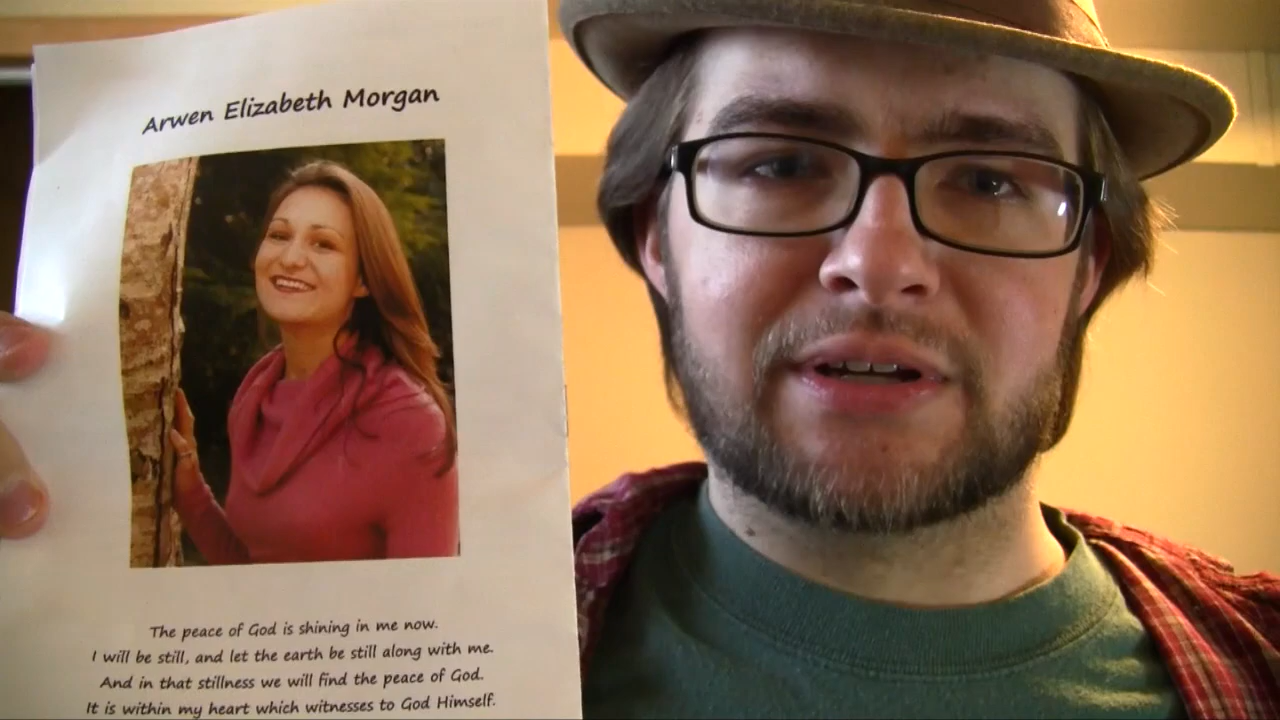 Arwen Elizabeth Morgan
The peace of God is shining in me now.
I will be still, and let the earth be still along with me.
And in that stillness we will find the peace of God.
It is within my heart which witnesses to God Himself.